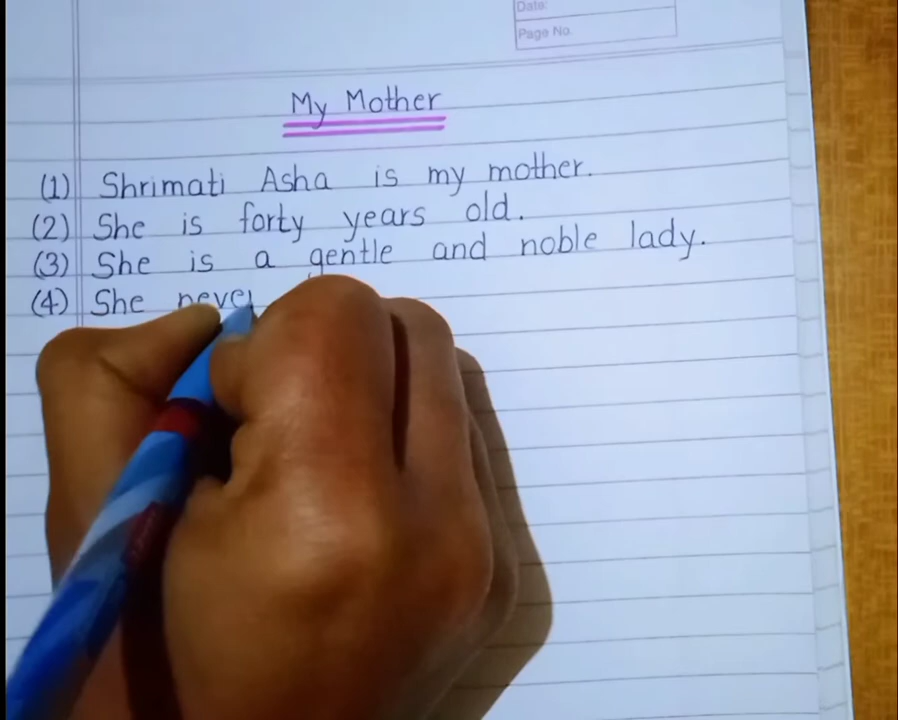 Date:
Page No.
My Mother
(1) Shrimati Asha is my mother.
(2) She is forty years old.
(3) She is a gentle and noble lady.
(4) She never